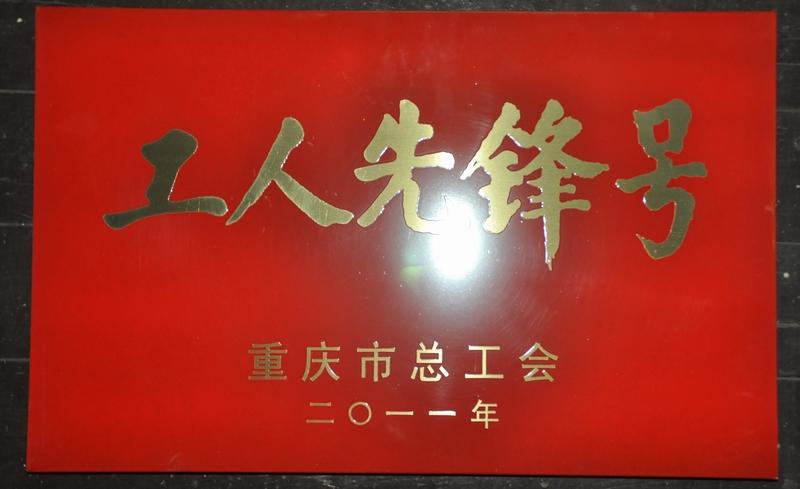 工人先锋号
重庆市总工会
二〇一一年